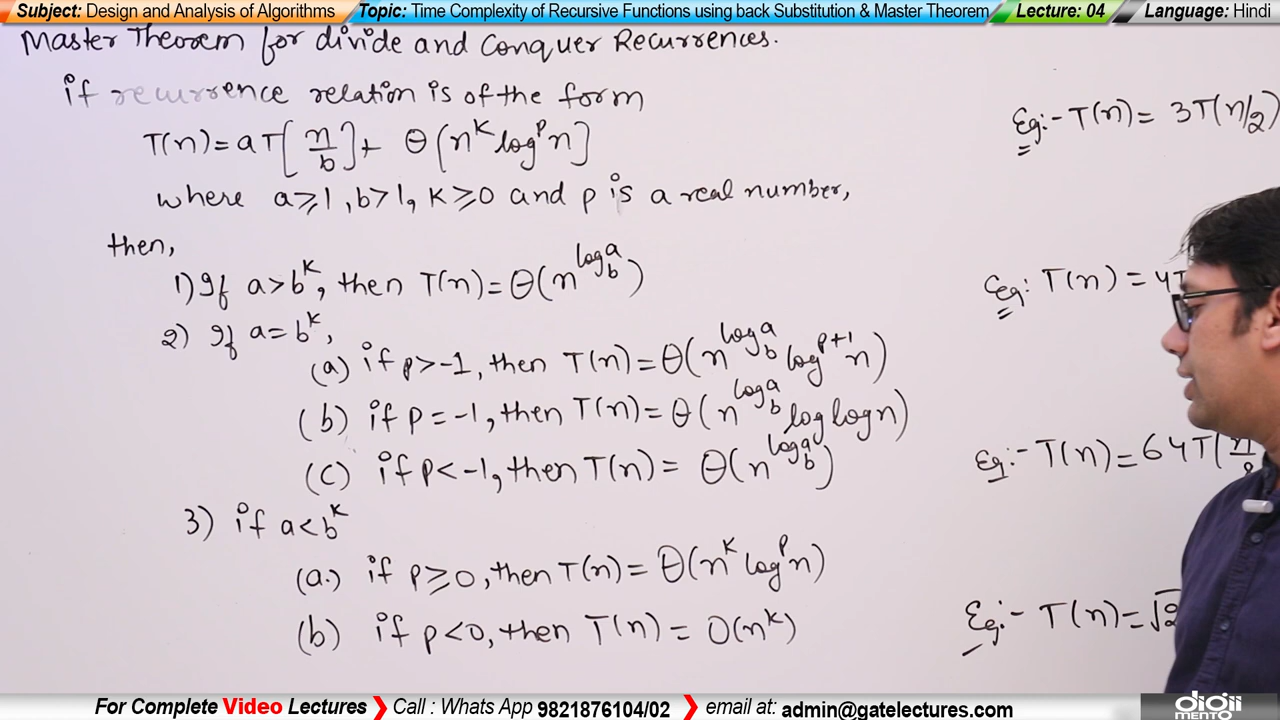 Subject: Design and Analysis of Algorithms Topic: Time Complexity of Recursive Functions using back Substitution & Master Theorem Lecture: 04 Language: Hindi
Master Theorem for divide and Conquer Recurrences.
if recurrence relation is of the form
T(n) = a T[n/b] + θ(n^k log^p n]
where a ≥ 1, b > 1, k ≥ 0 and p is a real number,
then,
1) If a > b^k, then T(n) = θ(n^log_b^a)
2) If a = b^k,
(a) if p > -1, then T(n) = θ(n^log_b^a log^p+1 n)
(b) if P = -1, then T(n) = θ(n^log_b^a log log n)
(C) if P < -1, then T(n) = θ(n^log_b^a)
3) if a < b^k
(a.) if p ≥ 0, then T(n) = θ(n^k log^p n)
(b) if p < 0, then T(n) = O(n^k)
Eg:- T(n) = 3T(n/2)
Eg: T(n) = 4T
Eg:- T(n) = 64T(n/8
Eg:- T(n) = √2
For Complete Video Lectures Call : Whats App 9821876104/02 email at: admin@gatelectures.com
digii
MENTO